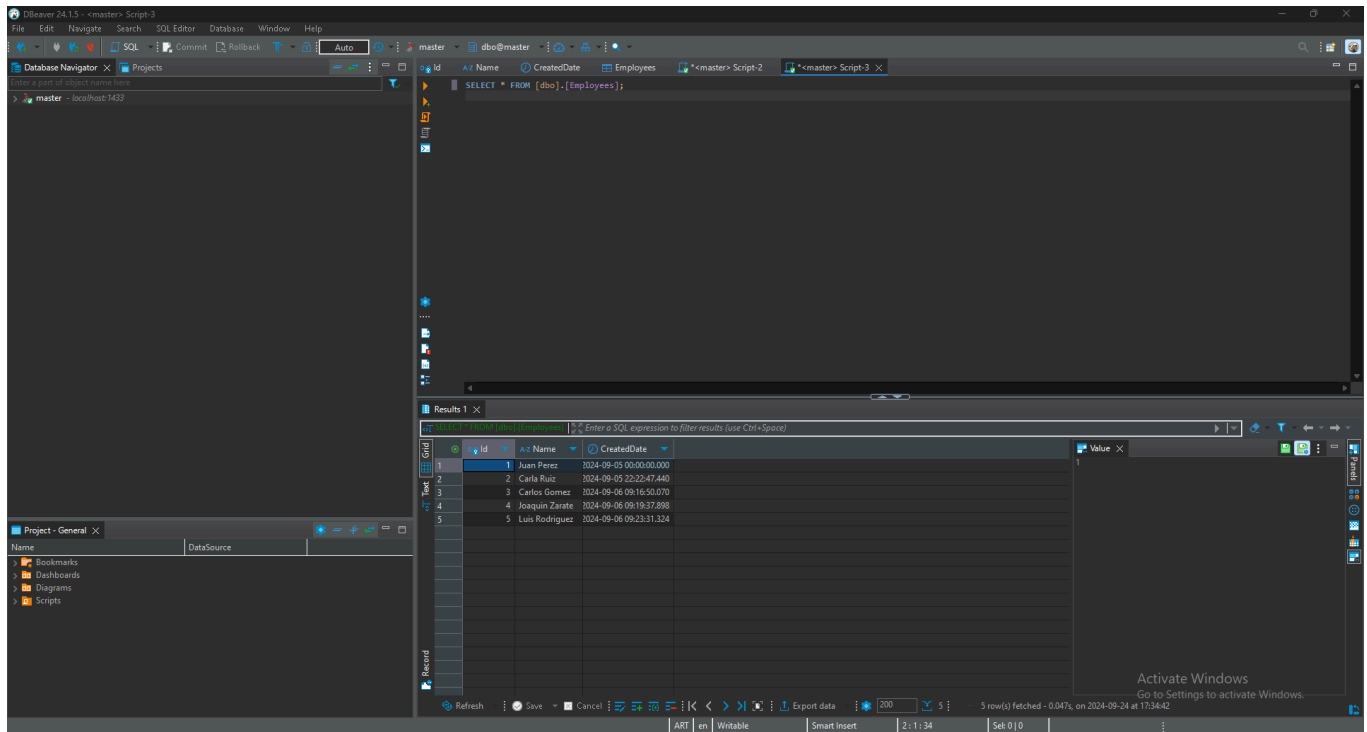 DBeaver 24.1.5 - <master> Script-3
File Edit Navigate Search SQL Editor Database Window Help
SQL Commit Rollback Auto master dbo@master
Database Navigator Projects
Id A-Z Name CreatedDate Employees *<master> Script-2 *<master> Script-3
Enter a part of object name here
master - localhost:1433
SELECT * FROM [dbo].[Employees];
Results 1
SELECT * FROM [dbo].[Employees] Enter a SQL expression to filter results (use Ctrl+Space)
Grid
Text
Record
Id A-Z Name CreatedDate
1 1 Juan Perez 2024-09-05 00:00:00.000
2 2 Carla Ruiz 2024-09-05 22:22:47.440
3 3 Carlos Gomez 2024-09-06 09:16:50.070
4 4 Joaquin Zarate 2024-09-06 09:19:37.898
5 5 Luis Rodriguez 2024-09-06 09:23:31.324
Value
1
Panels
Project - General
Name DataSource
Bookmarks
Dashboards
Diagrams
Scripts
Activate Windows
Go to Settings to activate Windows.
Refresh Save Cancel Export data 200 5 5 row(s) fetched - 0.047s, on 2024-09-24 at 17:34:42
ART en Writable Smart Insert 2 : 1 : 34 Sel: 0 | 0